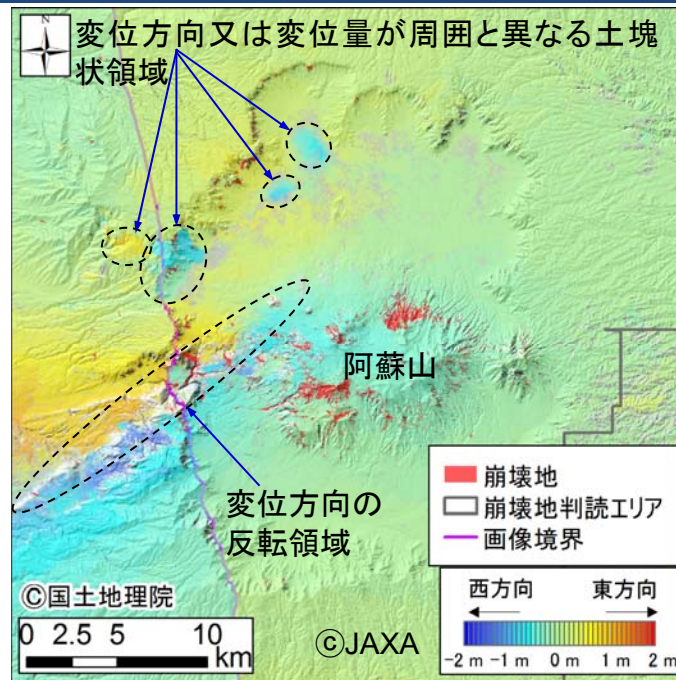 N
変位方向又は変位量が周囲と異なる土塊
状領域
阿蘇山
変位方向の
反転領域
崩壊地
崩壊地判読エリア
画像境界
©国土地理院
0 2.5 5 10
km
©JAXA
西方向 東方向
-2 m -1 m 0 m 1 m 2 m